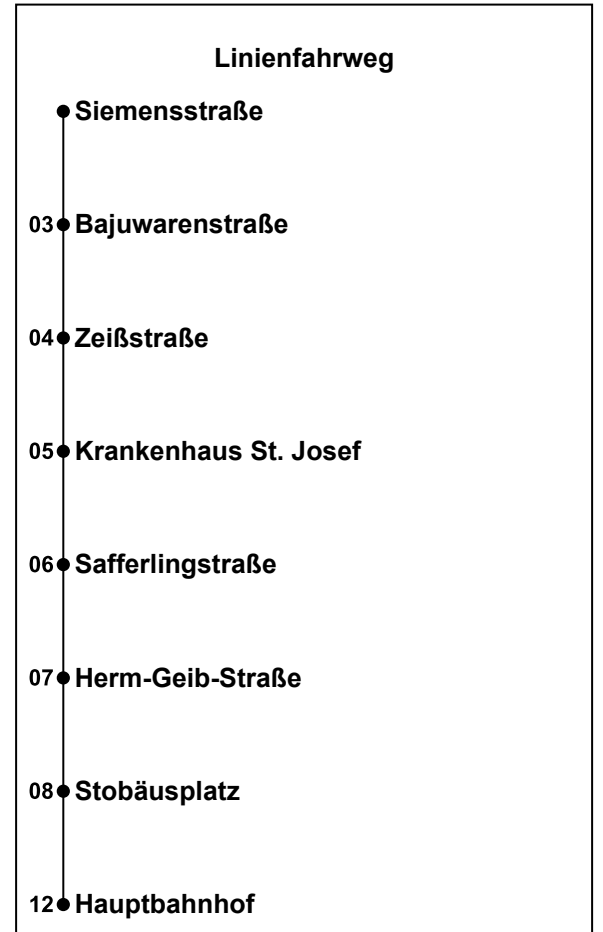 Linienfahrweg
Siemensstraße
03 Bajuwarenstraße
04 Zeißstraße
05 Krankenhaus St. Josef
06 Safferlingstraße
07 Herm-Geib-Straße
08 Stobäusplatz
12 Hauptbahnhof